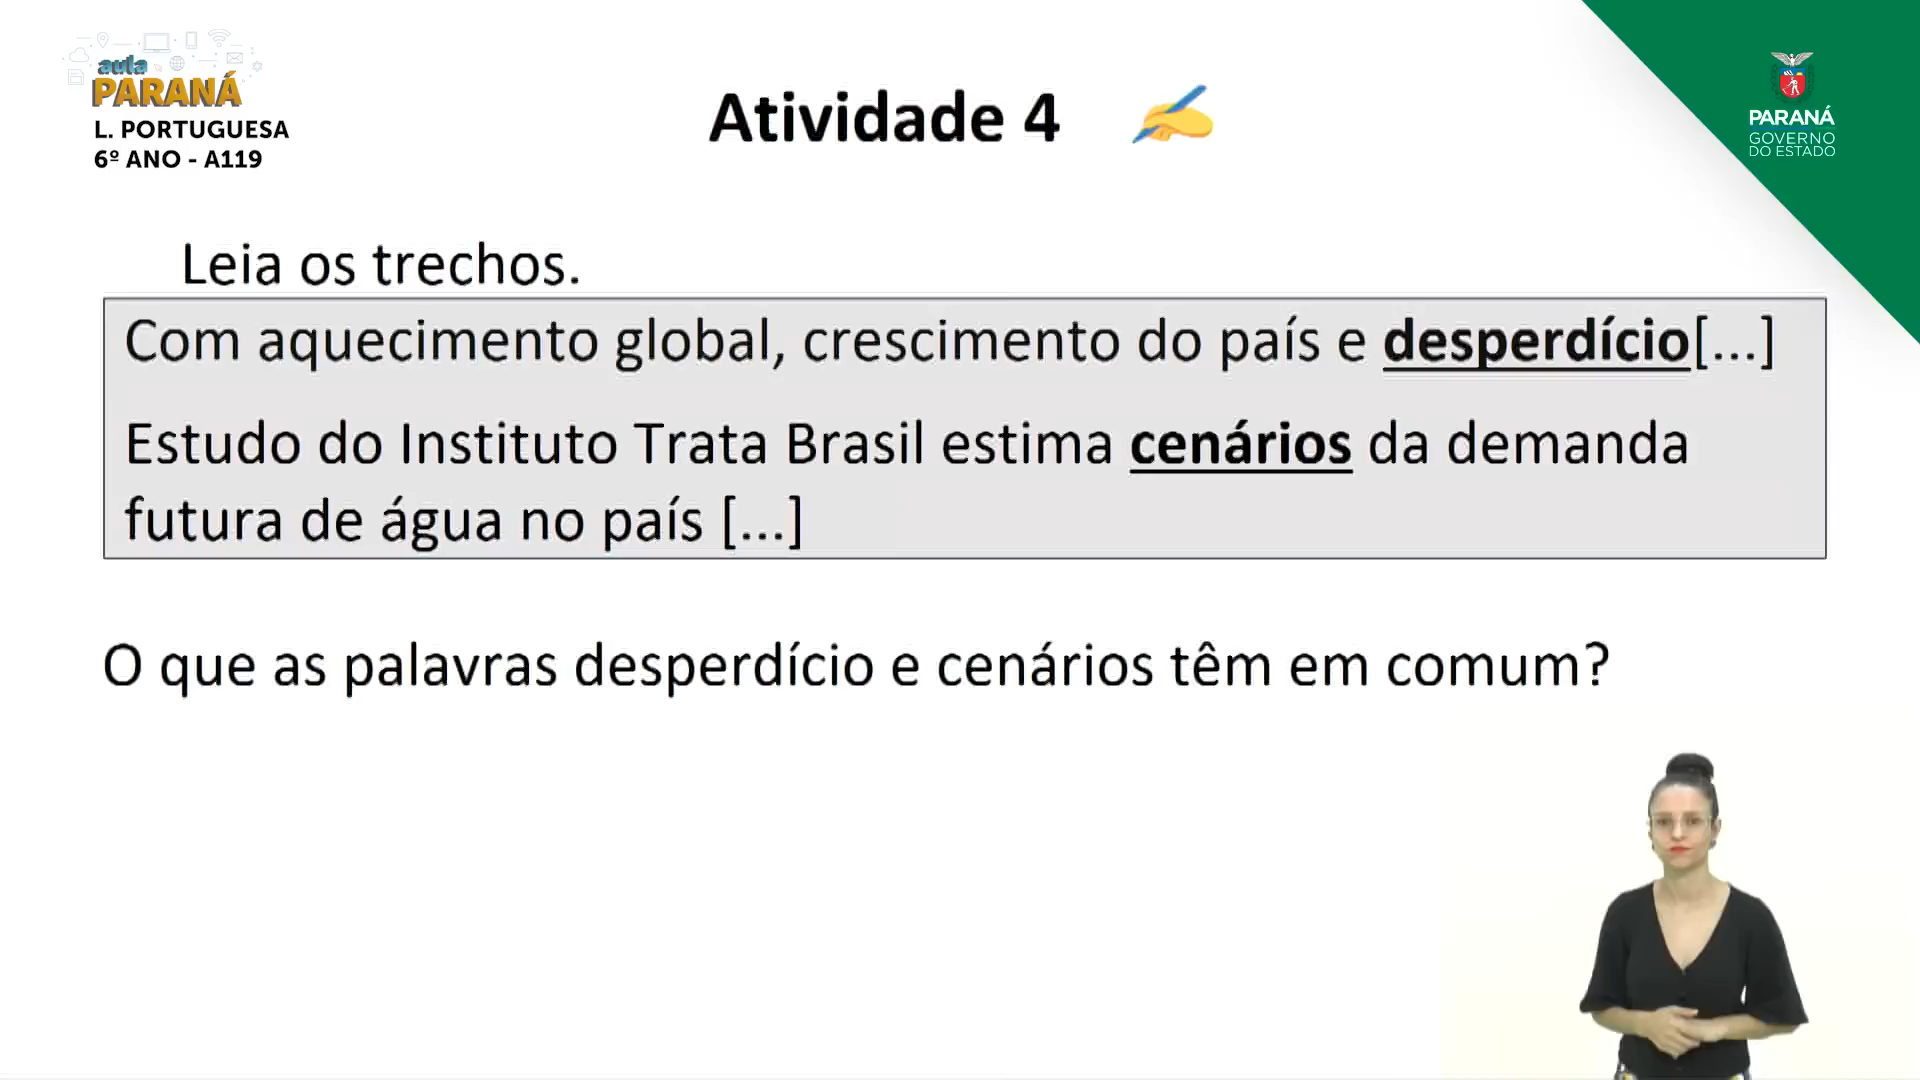 aula
PARANÁ
L. PORTUGUESA
6º ANO - A119
Atividade 4
PARANÁ
GOVERNO
DO ESTADO
Leia os trechos.
Com aquecimento global, crescimento do país e desperdício[...]
Estudo do Instituto Trata Brasil estima cenários da demanda
futura de água no país [...]
O que as palavras desperdício e cenários têm em comum?